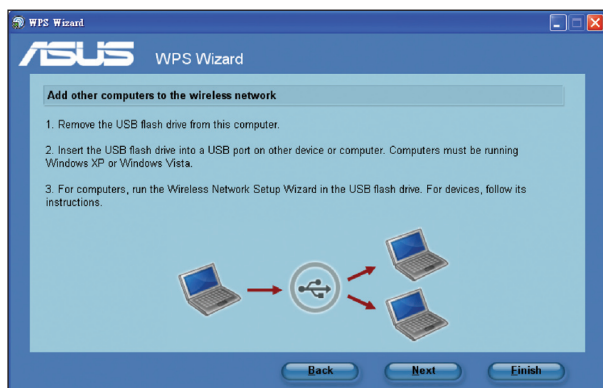 WPS Wizard
ASUS WPS Wizard
Add other computers to the wireless network
1. Remove the USB flash drive from this computer.
2. Insert the USB flash drive into a USB port on other device or computer. Computers must be running
Windows XP or Windows Vista.
3. For computers, run the Wireless Network Setup Wizard in the USB flash drive. For devices, follow its
instructions.
Back Next Finish